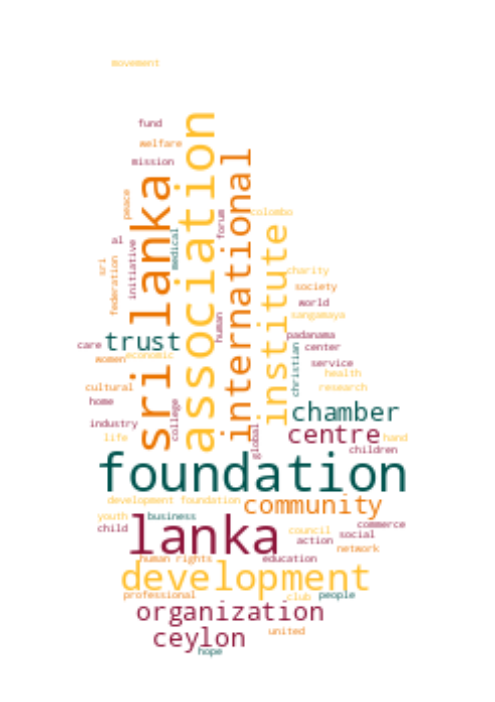 movement
fund
welfare
mission
association
international
sri lanka
peace
forum
colombo
institute
medical
al
initiative
sri
federation
charity
society
world
sangamaya
human
padanama
trust
care
center
christian
women
economic
service
health
cultural
research
home
college
chamber
industry
global
centre
life
hand
children
foundation
development foundation
community
youth
business
child
lanka
commerce
council
social
action
network
human rights
education
development
professional
club
people
organization
united
ceylon
hope